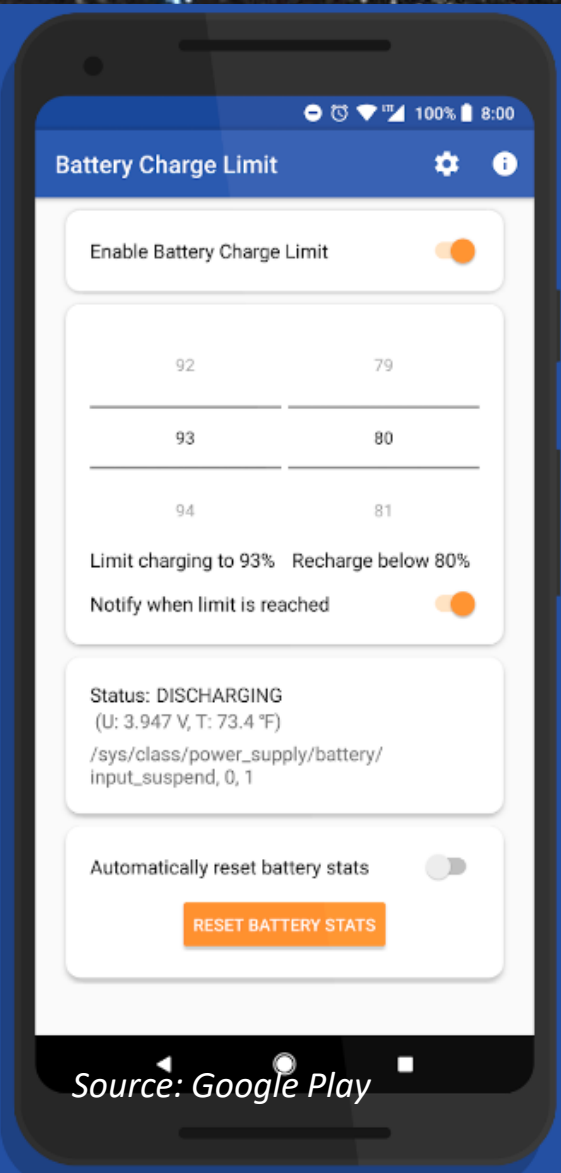 LTE 100% 8:00
Battery Charge Limit
Enable Battery Charge Limit
92 79
93 80
94 81
Limit charging to 93% Recharge below 80%
Notify when limit is reached
Status: DISCHARGING
(U: 3.947 V, T: 73.4 °F)
/sys/class/power_supply/battery/
input_suspend, 0, 1
Automatically reset battery stats
RESET BATTERY STATS
Source: Google Play